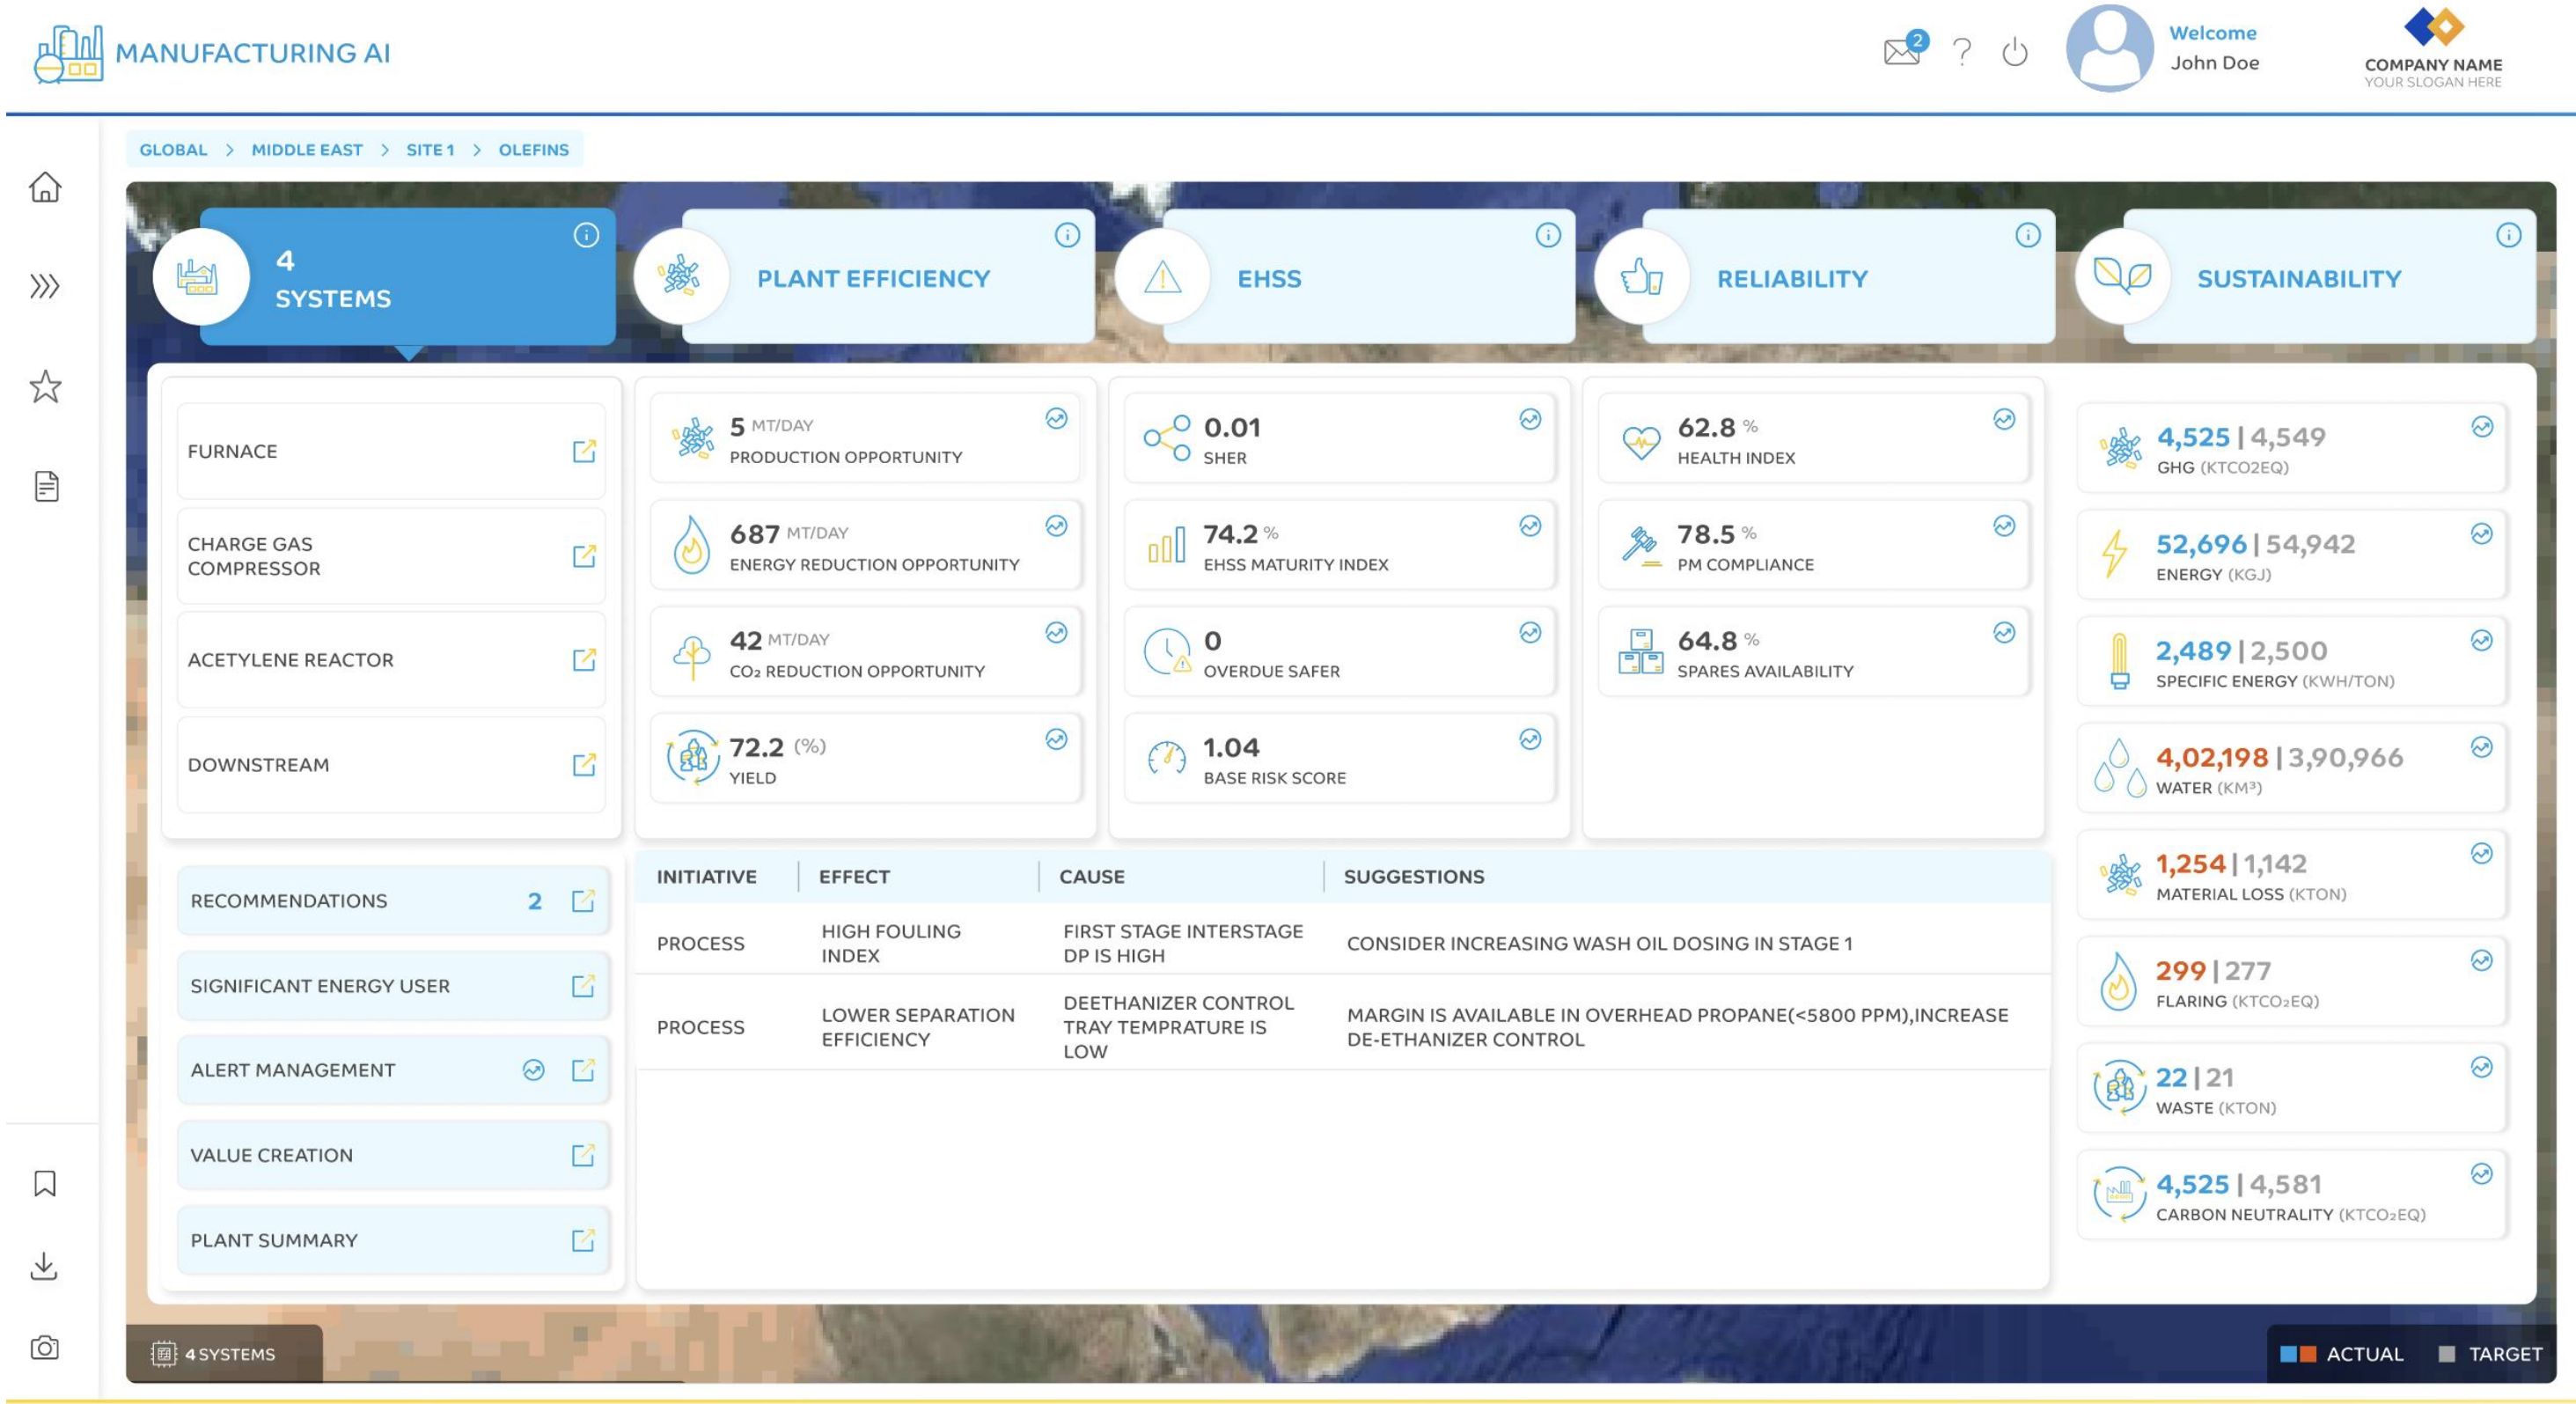 MANUFACTURING AI
2
?
Welcome
John Doe
COMPANY NAME
YOUR SLOGAN HERE
GLOBAL > MIDDLE EAST > SITE 1 > OLEFINS
4
SYSTEMS
PLANT EFFICIENCY
EHSS
RELIABILITY
SUSTAINABILITY
FURNACE
CHARGE GAS
COMPRESSOR
ACETYLENE REACTOR
DOWNSTREAM
5 MT/DAY
PRODUCTION OPPORTUNITY
687 MT/DAY
ENERGY REDUCTION OPPORTUNITY
42 MT/DAY
CO₂ REDUCTION OPPORTUNITY
72.2 (%)
YIELD
0.01
SHER
74.2 %
EHSS MATURITY INDEX
0
OVERDUE SAFER
1.04
BASE RISK SCORE
62.8 %
HEALTH INDEX
78.5 %
PM COMPLIANCE
64.8 %
SPARES AVAILABILITY
4,525 | 4,549
GHG (KTCO2EQ)
52,696 | 54,942
ENERGY (KGJ)
2,489 | 2,500
SPECIFIC ENERGY (KWH/TON)
4,02,198 | 3,90,966
WATER (KM³)
1,254 | 1,142
MATERIAL LOSS (KTON)
299 | 277
FLARING (KTCO₂EQ)
22 | 21
WASTE (KTON)
4,525 | 4,581
CARBON NEUTRALITY (KTCO₂EQ)
RECOMMENDATIONS 2
SIGNIFICANT ENERGY USER
ALERT MANAGEMENT
VALUE CREATION
PLANT SUMMARY
INITIATIVE EFFECT CAUSE SUGGESTIONS
PROCESS
HIGH FOULING
INDEX
FIRST STAGE INTERSTAGE
DP IS HIGH
CONSIDER INCREASING WASH OIL DOSING IN STAGE 1
PROCESS
LOWER SEPARATION
EFFICIENCY
DEETHANIZER CONTROL
TRAY TEMPRATURE IS
LOW
MARGIN IS AVAILABLE IN OVERHEAD PROPANE(<5800 PPM),INCREASE
DE-ETHANIZER CONTROL
4 SYSTEMS
ACTUAL TARGET